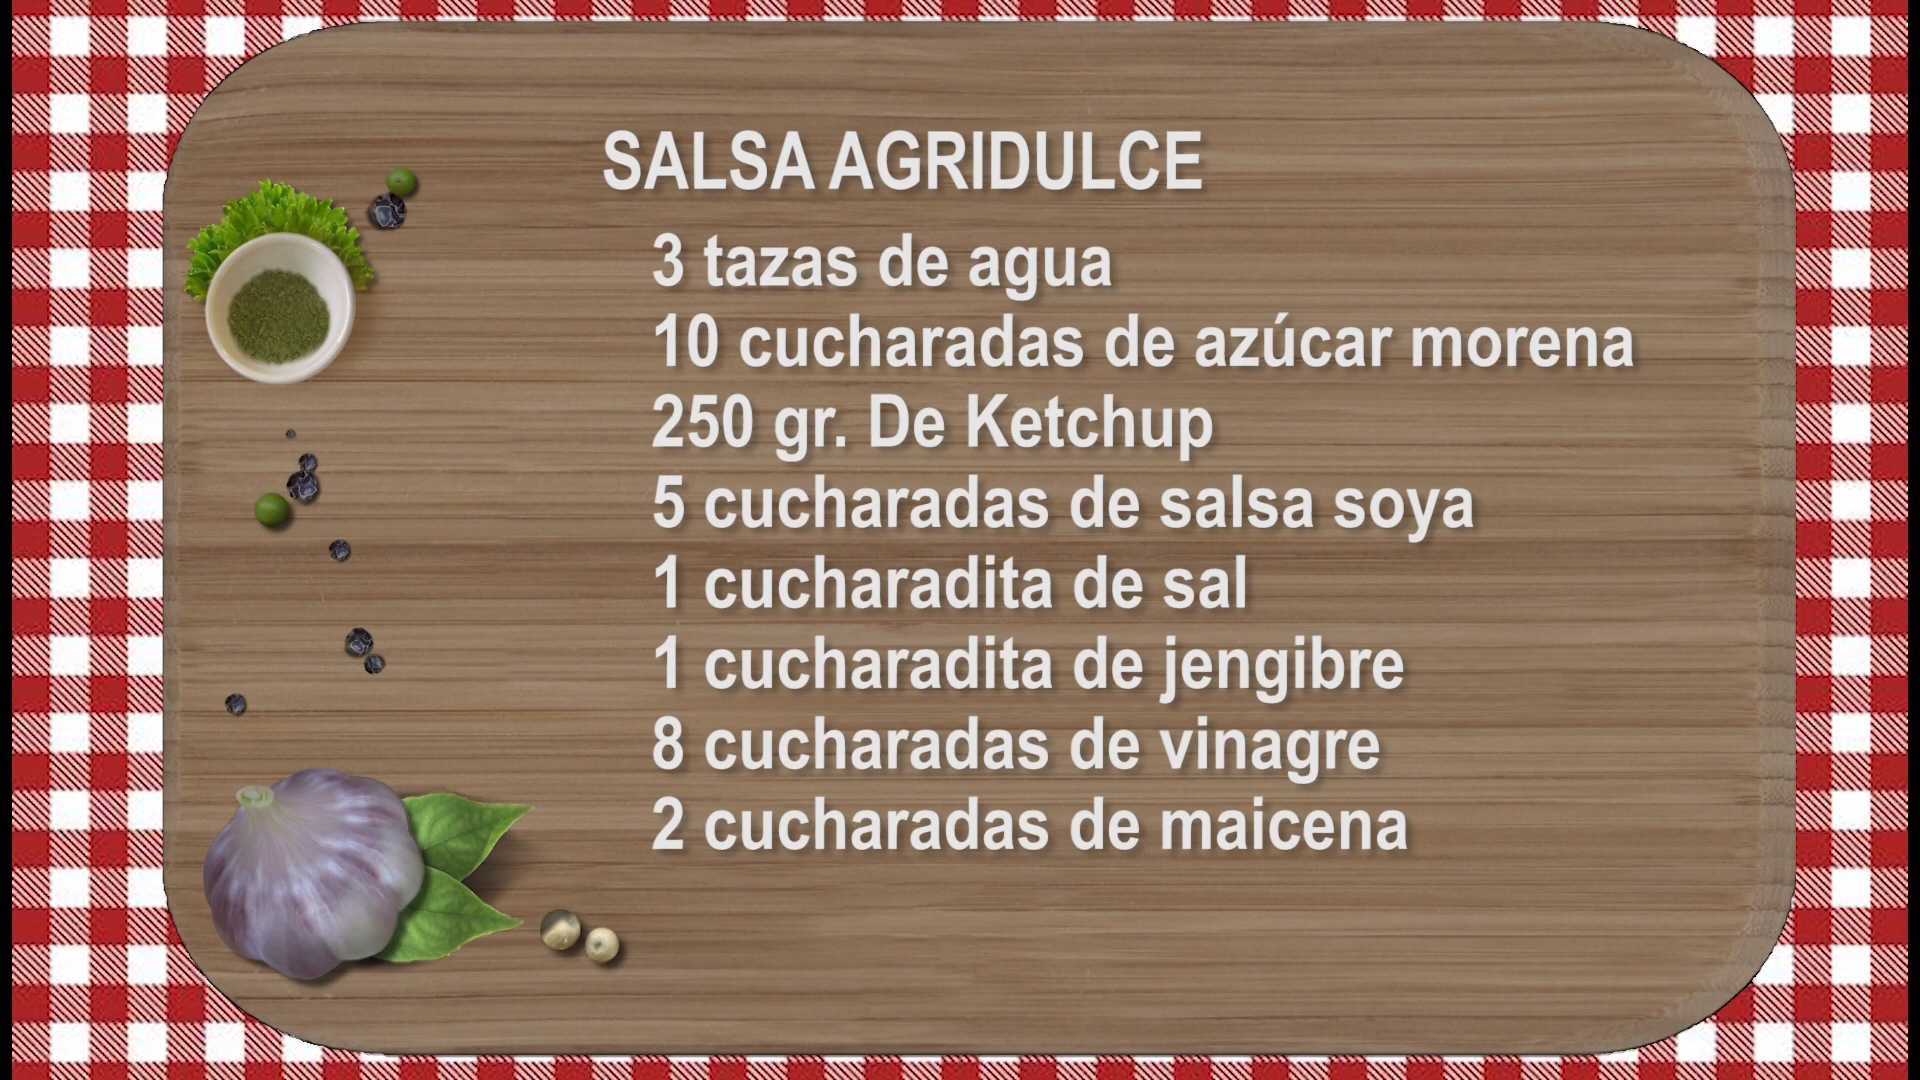 SALSA AGRIDULCE
3 tazas de agua
10 cucharadas de azúcar morena
250 gr. De Ketchup
5 cucharadas de salsa soya
1 cucharadita de sal
1 cucharadita de jengibre
8 cucharadas de vinagre
2 cucharadas de maicena